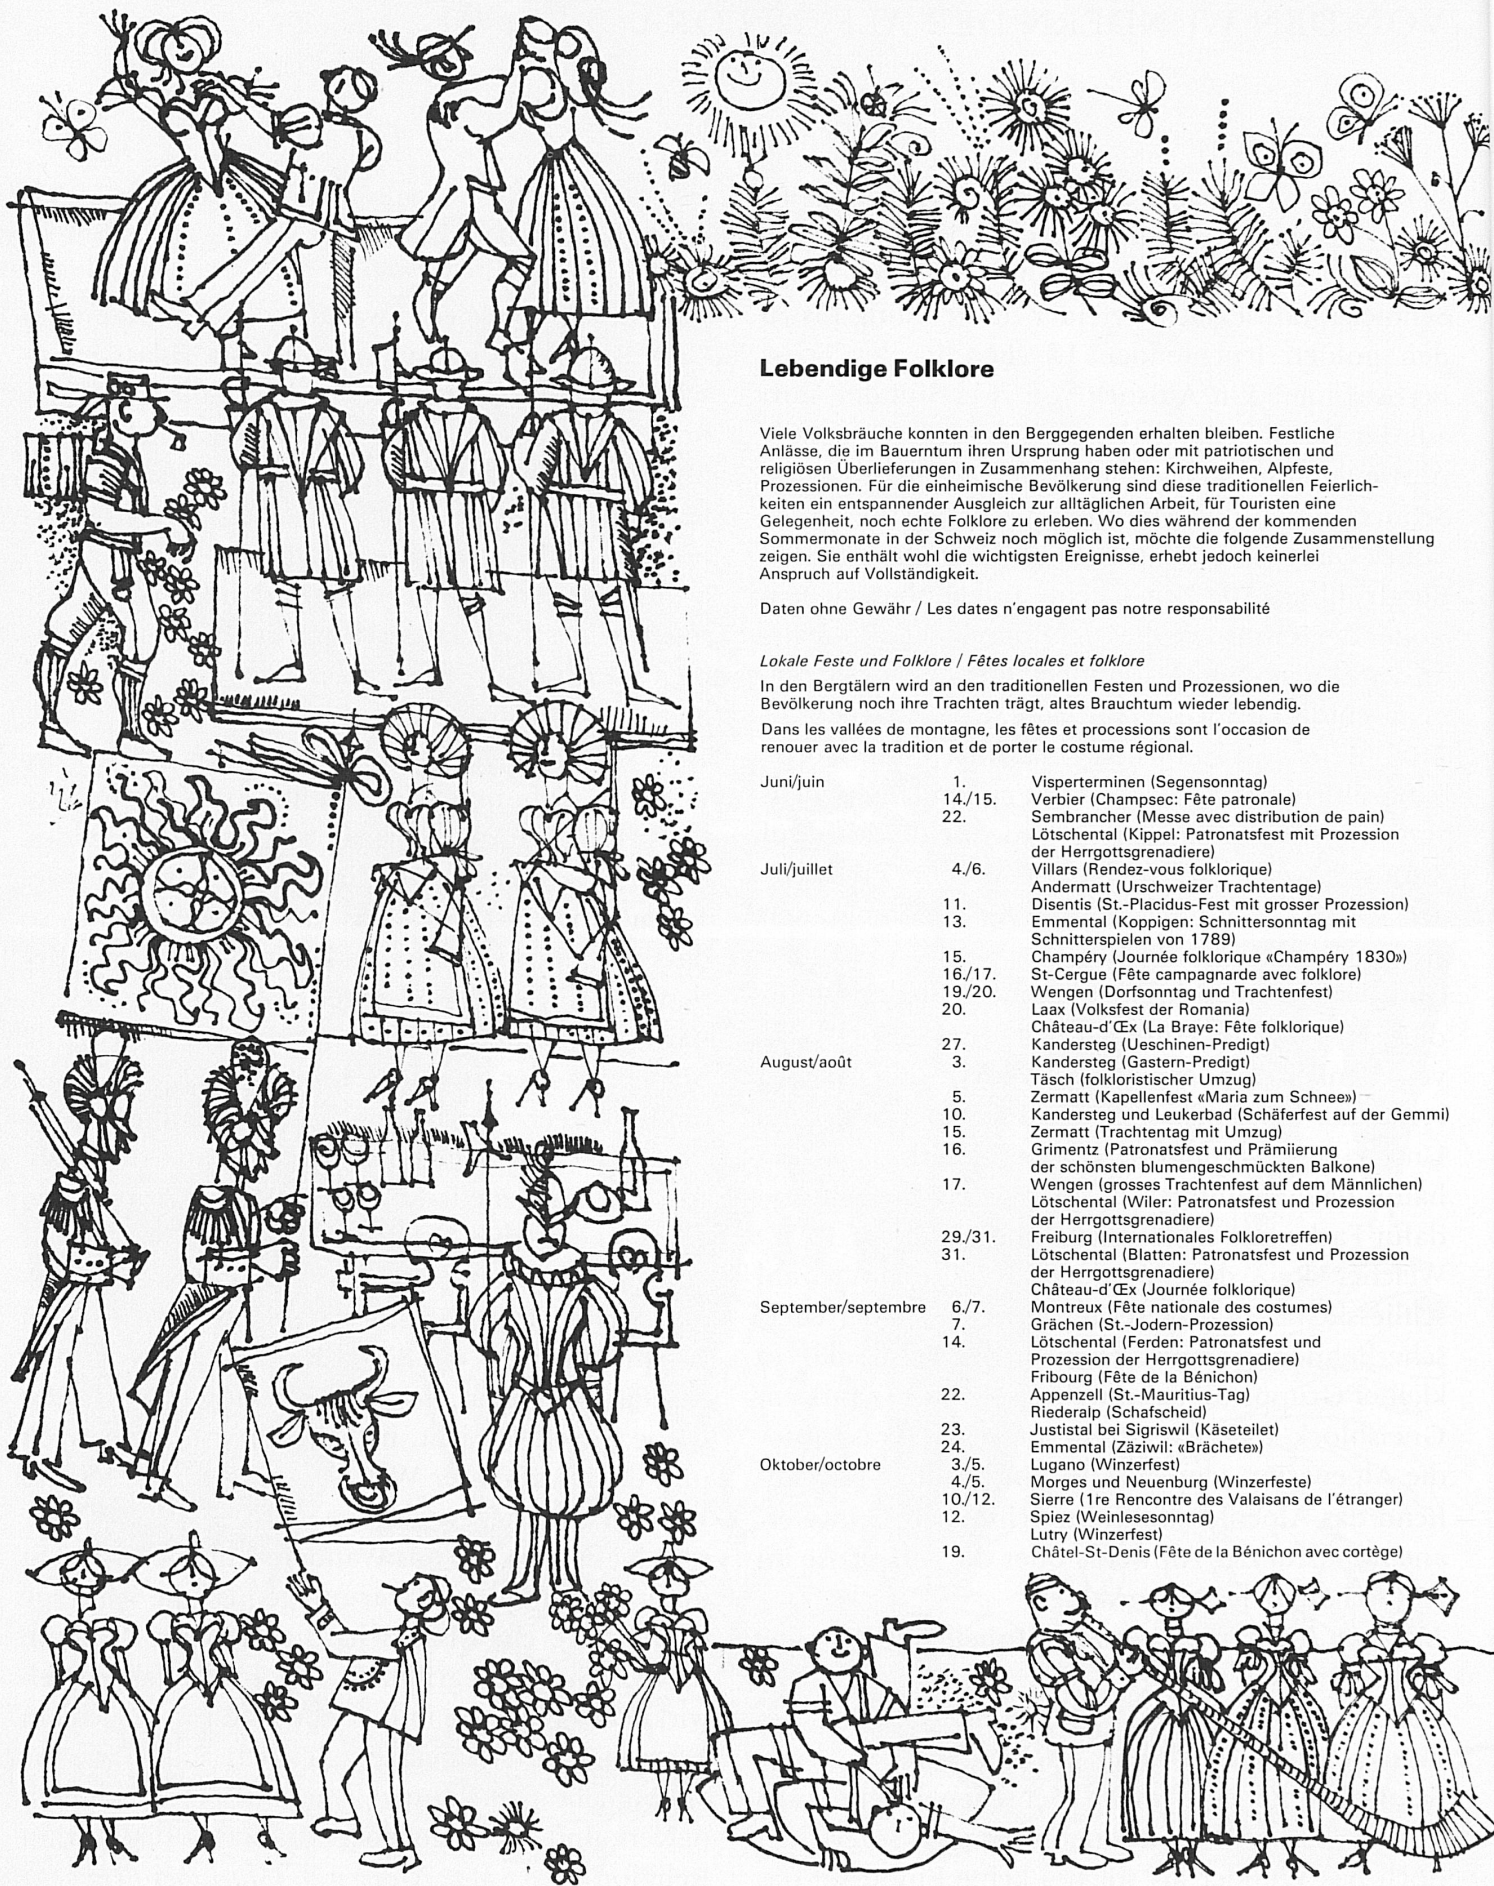 Lebendige Folklore
Viele Volksbräuche konnten in den Berggegenden erhalten bleiben. Festliche
Anlässe, die im Bauerntum ihren Ursprung haben oder mit patriotischen und
religiösen Überlieferungen in Zusammenhang stehen: Kirchweihen, Alpfeste,
Prozessionen. Für die einheimische Bevölkerung sind diese traditionellen Feierlich-
keiten ein entspannender Ausgleich zur alltäglichen Arbeit, für Touristen eine
Gelegenheit, noch echte Folklore zu erleben. Wo dies während der kommenden
Sommermonate in der Schweiz noch möglich ist, möchte die folgende Zusammenstellung
zeigen. Sie enthält wohl die wichtigsten Ereignisse, erhebt jedoch keinerlei
Anspruch auf Vollständigkeit.
Daten ohne Gewähr / Les dates n'engagent pas notre responsabilité
Lokale Feste und Folklore / Fêtes locales et folklore
In den Bergtälern wird an den traditionellen Festen und Prozessionen, wo die
Bevölkerung noch ihre Trachten trägt, altes Brauchtum wieder lebendig.
Dans les vallées de montagne, les fêtes et processions sont l'occasion de
renouer avec la tradition et de porter le costume régional.
Juni/juin 1. Visperterminen (Segensonntag)
14./15. Verbier (Champsec: Fête patronale)
22. Sembrancher (Messe avec distribution de pain)
Lötschental (Kippel: Patronatsfest mit Prozession
der Herrgottsgrenadiere)
Juli/juillet 4./6. Villars (Rendez-vous folklorique)
Andermatt (Urschweizer Trachtentage)
11. Disentis (St.-Placidus-Fest mit grosser Prozession)
13. Emmental (Koppigen: Schnittersonntag mit
Schnitterspielen von 1789)
15. Champéry (Journée folklorique «Champéry 1830»)
16./17. St-Cergue (Fête campagnarde avec folklore)
19./20. Wengen (Dorfsonntag und Trachtenfest)
20. Laax (Volksfest der Romania)
Château-d'Œx (La Braye: Fête folklorique)
27. Kandersteg (Ueschinen-Predigt)
August/août 3. Kandersteg (Gastern-Predigt)
Täsch (folkloristischer Umzug)
5. Zermatt (Kapellenfest «Maria zum Schnee»)
10. Kandersteg und Leukerbad (Schäferfest auf der Gemmi)
15. Zermatt (Trachtentag mit Umzug)
16. Grimentz (Patronatsfest und Prämiierung
der schönsten blumengeschmückten Balkone)
17. Wengen (grosses Trachtenfest auf dem Männlichen)
Lötschental (Wiler: Patronatsfest und Prozession
der Herrgottsgrenadiere)
29./31. Freiburg (Internationales Folkloretreffen)
31. Lötschental (Blatten: Patronatsfest und Prozession
der Herrgottsgrenadiere)
Château-d'Œx (Journée folklorique)
September/septembre 6./7. Montreux (Fête nationale des costumes)
7. Grächen (St.-Jodern-Prozession)
14. Lötschental (Ferden: Patronatsfest und
Prozession der Herrgottsgrenadiere)
Fribourg (Fête de la Bénichon)
22. Appenzell (St.-Mauritius-Tag)
Riederalp (Schafscheid)
23. Justistal bei Sigriswil (Käseteilet)
24. Emmental (Zäziwil: «Brächete»)
Oktober/octobre 3./5. Lugano (Winzerfest)
4./5. Morges und Neuenburg (Winzerfeste)
10./12. Sierre (1re Rencontre des Valaisans de l'étranger)
12. Spiez (Weinlesesonntag)
Lutry (Winzerfest)
19. Châtel-St-Denis (Fête de la Bénichon avec cortège)